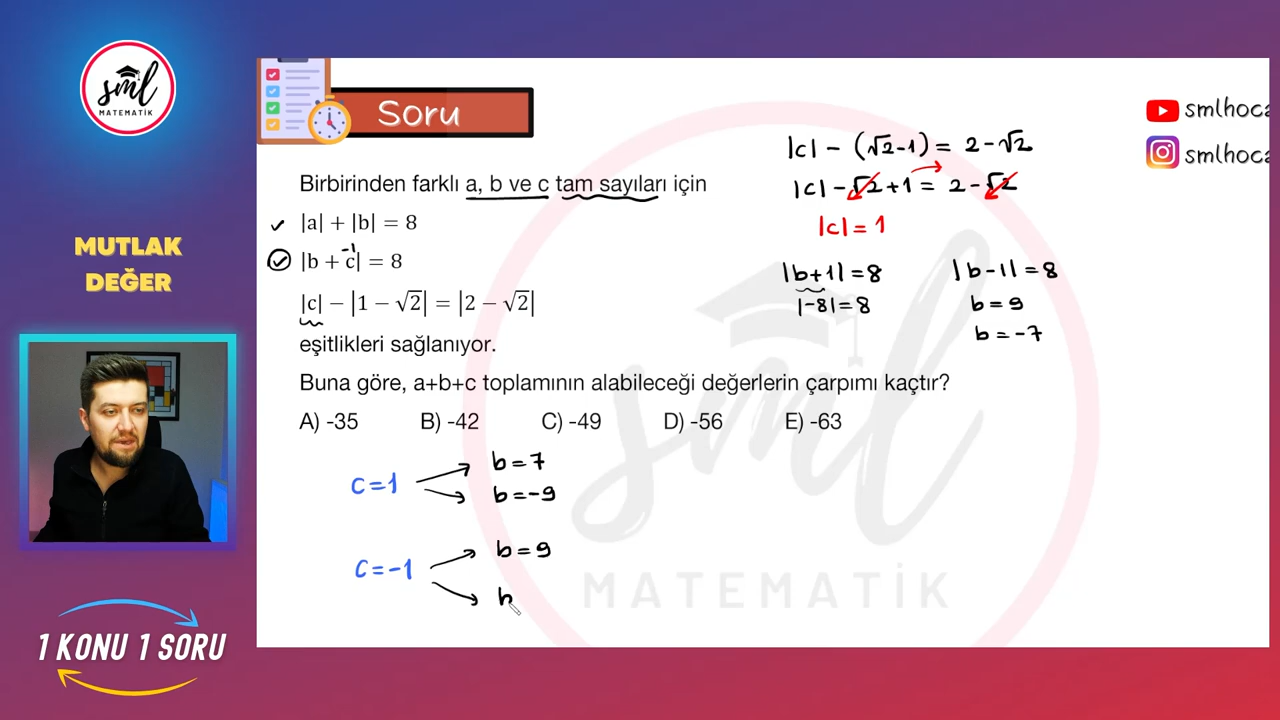 sml
MATEMATİK
Soru
smlhoca
smlhoca
MUTLAK
DEĞER
Birbirinden farklı a, b ve c tam sayıları için
|a| + |b| = 8
-1
|b + c| = 8
|c| − |1 − √2| = |2 − √2|
eşitlikleri sağlanıyor.
Buna göre, a+b+c toplamının alabileceği değerlerin çarpımı kaçtır?
A) -35 B) -42 C) -49 D) -56 E) -63
|c| − (√2−1) = 2−√2
|c| − √2+1 = 2−√2
|c| = 1
|b+1| = 8
|−8| = 8
|b−1| = 8
b = 9
b = −7
c=1
b = 7
b = −9
c=−1
b = 9
b
sml
MATEMATİK
1 KONU 1 SORU